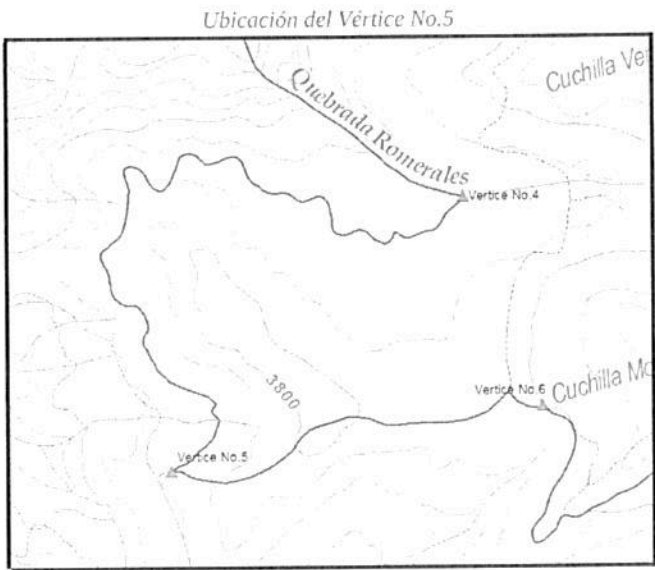 Ubicación del Vértice No.5
Cuchilla Ver
Quebrada Romerales
Vertice No.4
3800
Vertice No.6
Cuchilla Mo
Vertice No.5